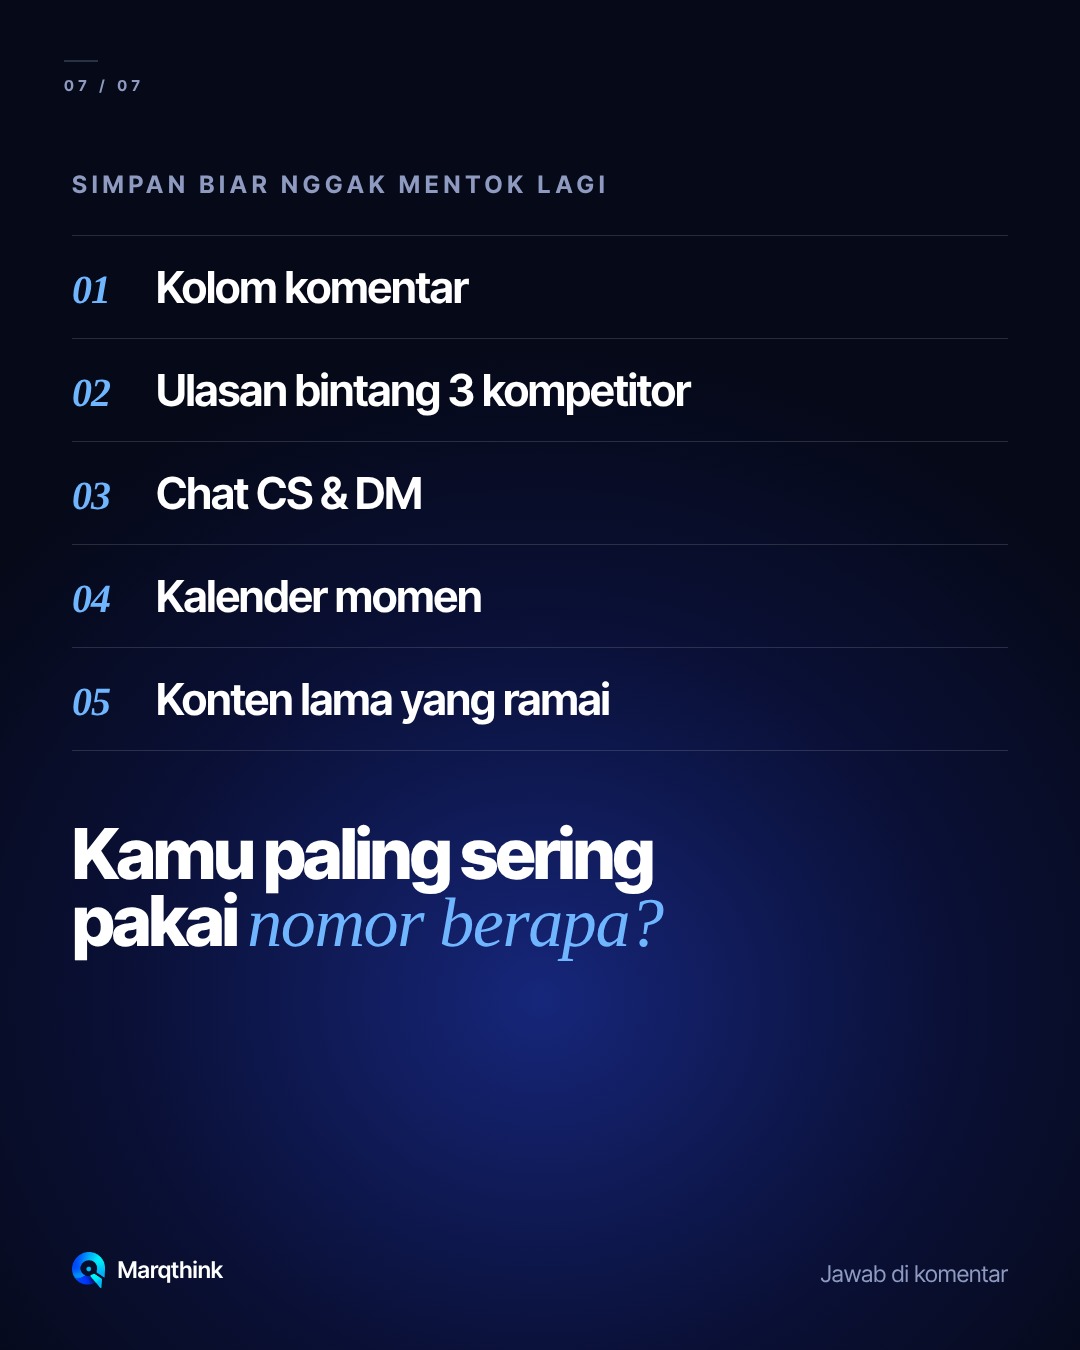 07 / 07
SIMPAN BIAR NGGAK MENTOK LAGI
01 Kolom komentar
02 Ulasan bintang 3 kompetitor
03 Chat CS & DM
04 Kalender momen
05 Konten lama yang ramai
Kamu paling sering
pakai nomor berapa?
Marqthink
Jawab di komentar